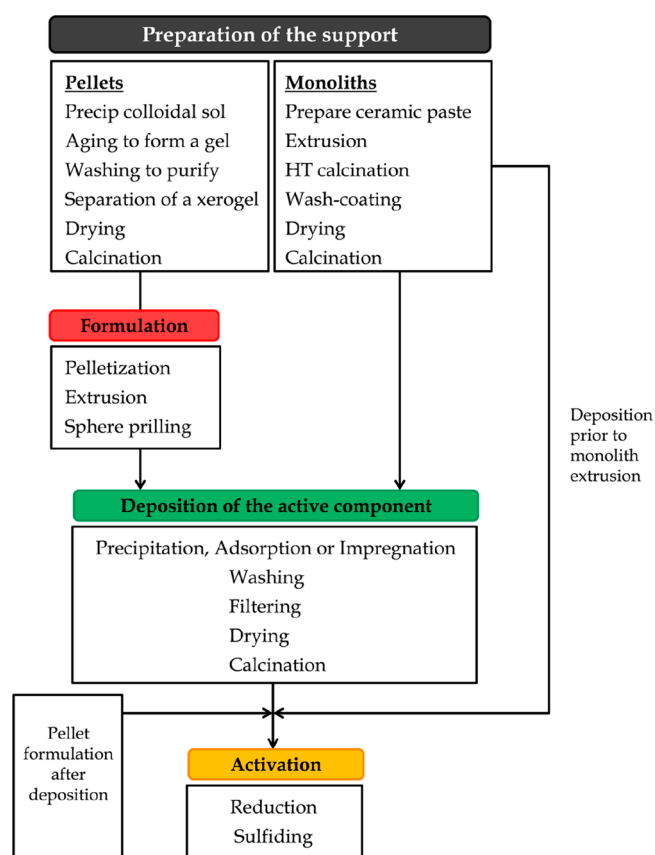 Preparation of the support
Pellets
Precip colloidal sol
Aging to form a gel
Washing to purify
Separation of a xerogel
Drying
Calcination
Monoliths
Prepare ceramic paste
Extrusion
HT calcination
Wash-coating
Drying
Calcination
Formulation
Pelletization
Extrusion
Sphere prilling
Deposition
prior to
monolith
extrusion
Deposition of the active component
Precipitation, Adsorption or Impregnation
Washing
Filtering
Drying
Calcination
Pellet
formulation
after
deposition
Activation
Reduction
Sulfiding